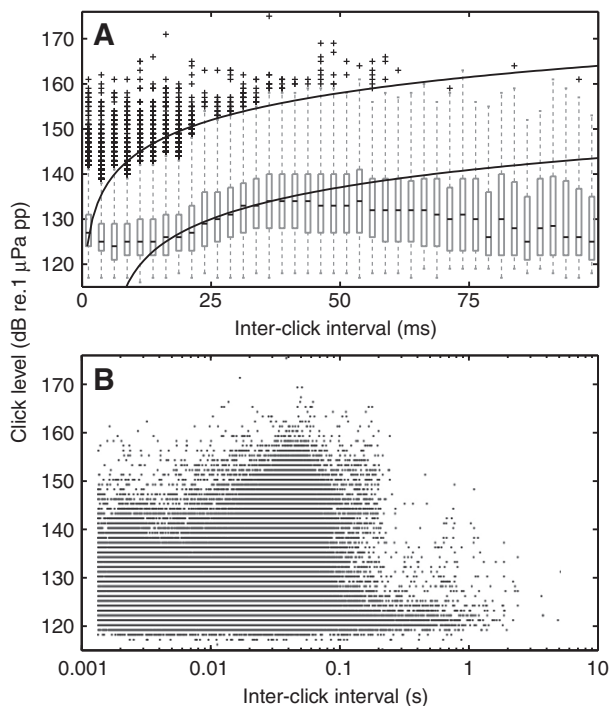 A
170
160
150
140
130
120
0 25 50 75
Inter-click interval (ms)
Click level (dB re.1 μPa pp)
B
170
160
150
140
130
120
0.001 0.01 0.1 1 10
Inter-click interval (s)